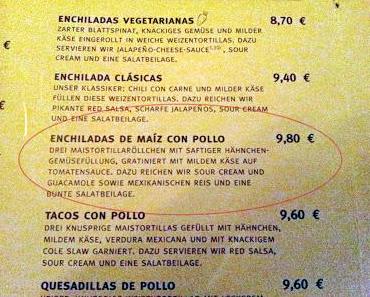 ENCHILADAS VEGETARIANAS 8,70 €
ZARTER BLATTSPINAT, KNACKIGES GEMÜSE UND MILDER
€ KÄSE EINGEROLLT IN WEICHE WEIZENTORTILLAS. DAZU
SERVIEREN WIR JALAPEÑO-CHEESE-SAUCE, SOUR
CREAM UND EINE SALATBEILAGE.
ENCHILADA CLÁSICAS 9,40 €
UNSER KLASSIKER: CHILI CON CARNE UND MILDER KÄSE
FÜLLEN DIESE WEIZENTORTILLAS. DAZU REICHEN WIR
€ PIKANTE RED SALSA, SCHARFE JALAPEÑOS, SOUR CREAM
UND EINE SALATBEILAGE.
ENCHILADAS DE MAÍZ CON POLLO 9,80 €
DREI MAISTORTILLARÖLLCHEN MIT SAFTIGER HÄHNCHEN-
GEMÜSEFÜLLUNG, GRATINIERT MIT MILDEM KÄSE AUF
TOMATENSAUCE. DAZU REICHEN WIR SOUR CREAM UND
GUACAMOLE SOWIE MEXIKANISCHEN REIS UND EINE
BUNTE SALATBEILAGE.
TACOS CON POLLO 9,60 €
DREI KNUSPRIGE MAISTORTILLAS GEFÜLLT MIT HÄHNCHEN,
MILDEM KÄSE, VERDURA MEXICANA UND MIT KNACKIGEM
COLE SLAW GARNIERT. DAZU SERVIEREN WIR RED SALSA,
SOUR CREAM UND EINE SALATBEILAGE.
QUESADILLAS DE POLLO 9,60 €